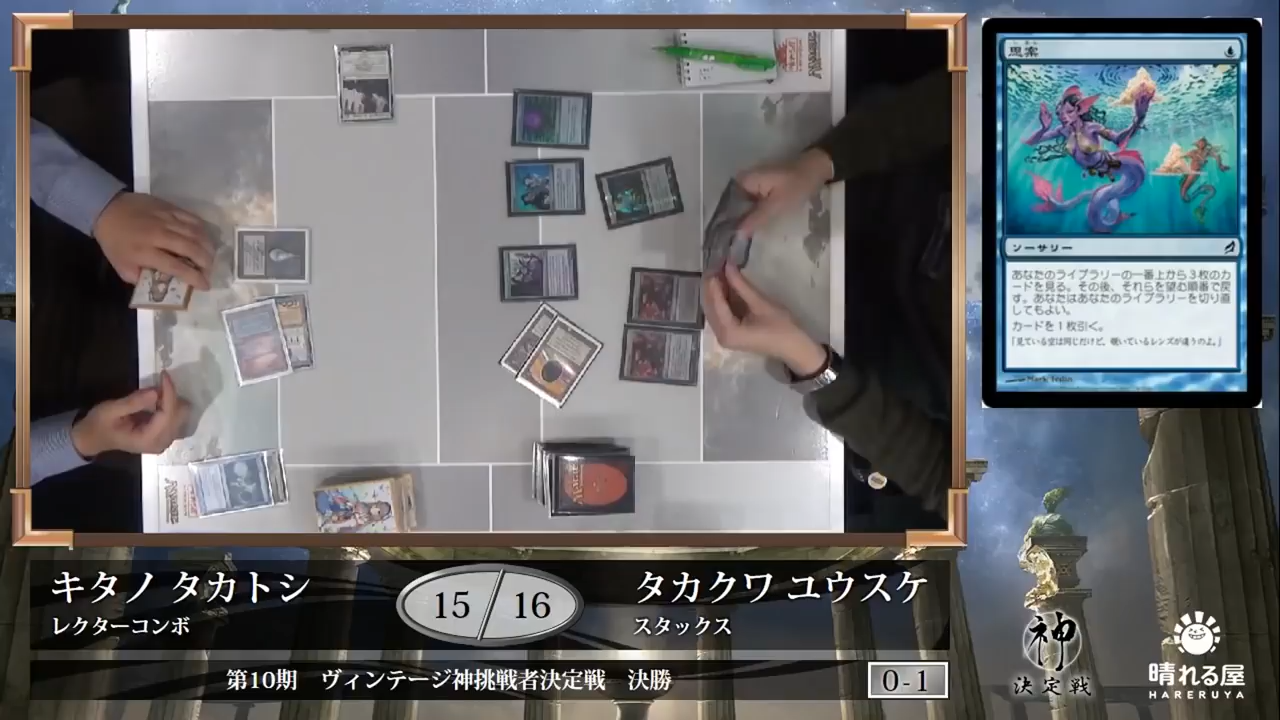 思案
ソーサリー
あなたのライブラリーの一番上から3枚のカ
ードを見る。その後、それらを望む順番で戻
す。あなたはあなたのライブラリーを切り直
してもよい。
カードを1枚引く。
「見ている空は同じだけど、覗いているレンズが違うのよ。」
キタノ タカトシ
レクターコンボ
15 / 16
タカクワ ユウスケ
スタックス
第10期 ヴィンテージ神挑戦者決定戦 決勝
0-1
神
決定戦
晴れる屋
HARERUYA